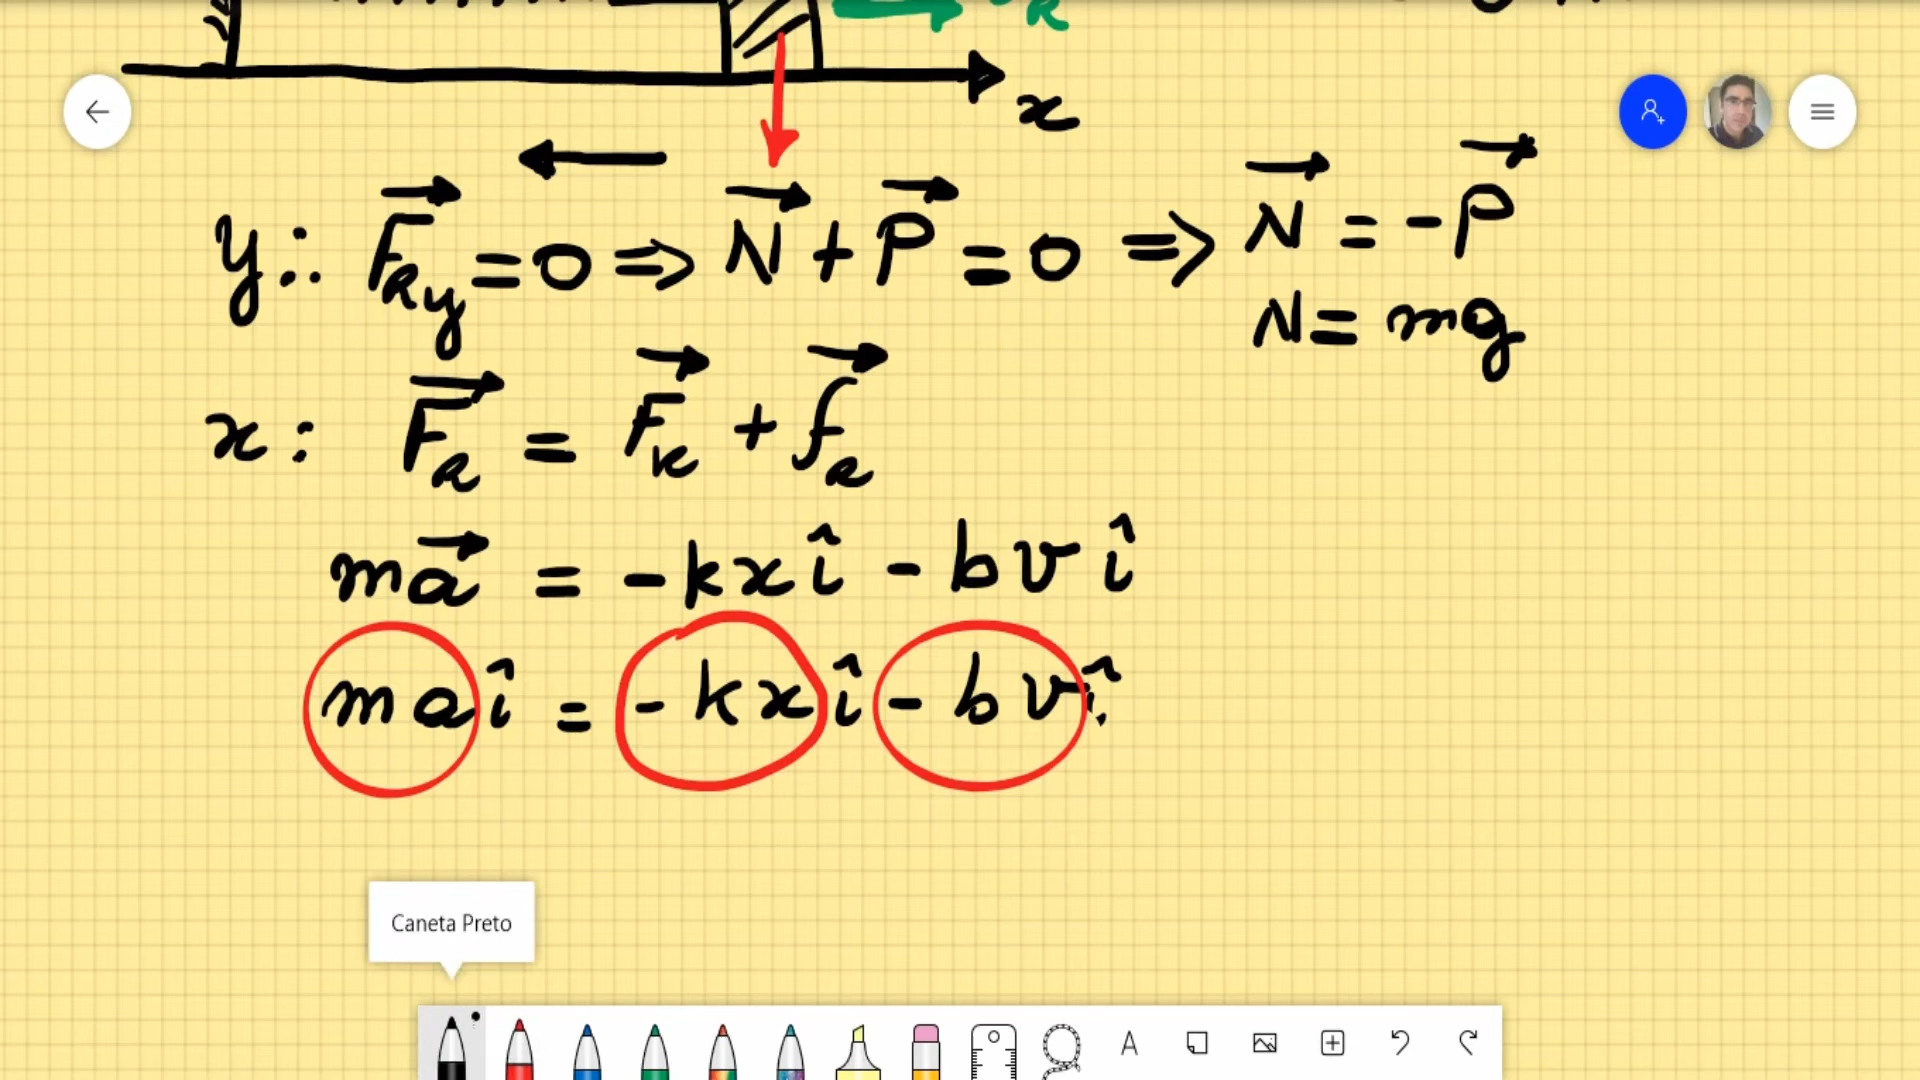 x
y: F⃗Ry = 0 ⇒ N⃗ + P⃗ = 0 ⇒ N⃗ = -P⃗
N = mg
x: F⃗R = F⃗k + f⃗R
ma⃗ = -kx î - bv î
ma î = -kx î - bv î
Caneta Preto
A